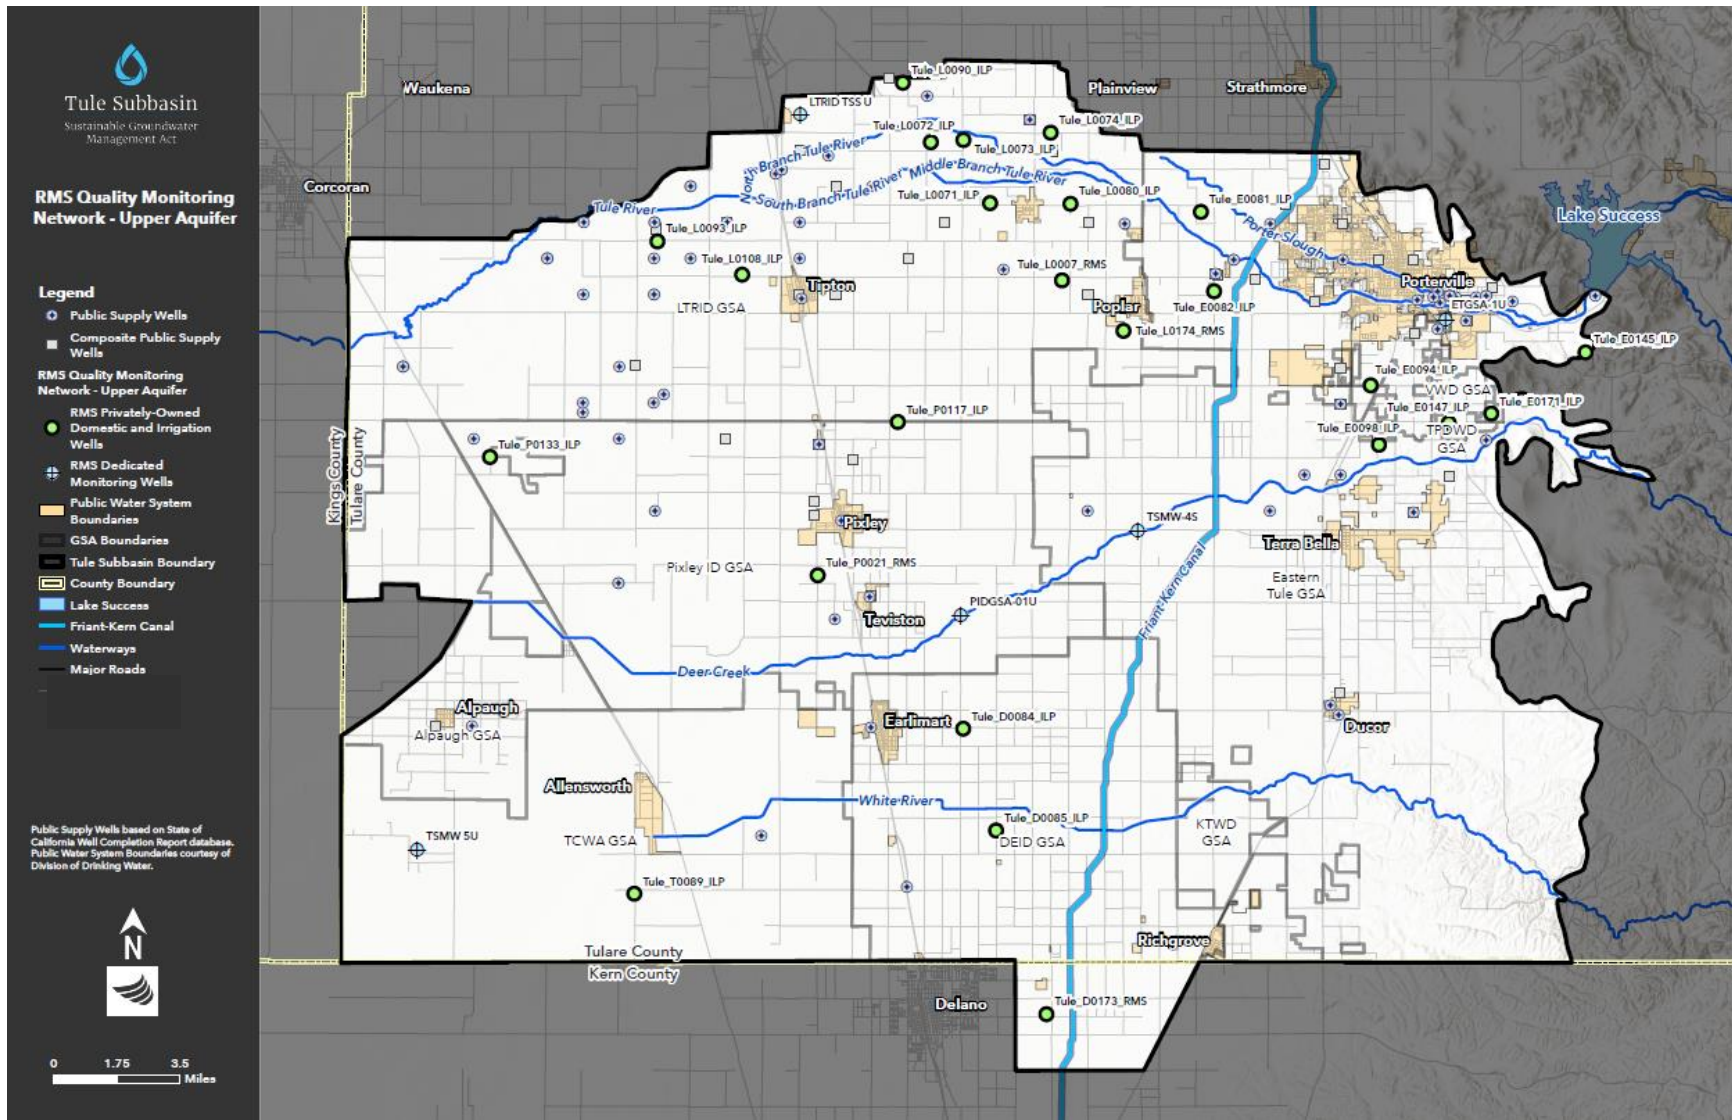 Tule Subbasin
Sustainable Groundwater
Management Act
RMS Quality Monitoring
Network - Upper Aquifer
Legend
Public Supply Wells
Composite Public Supply
Wells
RMS Quality Monitoring
Network - Upper Aquifer
RMS Privately-Owned
Domestic and Irrigation
Wells
RMS Dedicated
Monitoring Wells
Public Water System
Boundaries
GSA Boundaries
Tule Subbasin Boundary
County Boundary
Lake Success
Friant-Kern Canal
Waterways
Major Roads
Public Supply Wells based on State of
California Well Completion Report database.
Public Water System Boundaries courtesy of
Division of Drinking Water.
N
0 1.75 3.5
Miles
Waukena
Corcoran
Plainview
Strathmore
Tule_L0090_ILP
LTRID TSS U
Tule_L0072_ILP
Tule_L0073_ILP
Tule_L0074_ILP
North Branch Tule River
South Branch Tule River
Middle Branch Tule River
Tule River
Tule_L0071_ILP
Tule_L0080_ILP
Tule_E0081_ILP
Lake Success
Porter Slough
Tule_L0093_ILP
Tule_L0108_ILP
Tipton
Tule_L0007_RMS
Porterville
LTRID GSA
Poplar
Tule_E0082_ILP
ETGSA-1U
Tule_L0174_RMS
Tule_E0145_ILP
Tule_E0094_ILP
VWD GSA
Tule_P0117_ILP
Tule_E0147_ILP
Tule_E0171_ILP
Tule_E0098_ILP
TPDWD
GSA
Tule_P0133_ILP
Kings County
Tulare County
Pixley
TSMW-4S
Terra Bella
Friant-Kern Canal
Pixley ID GSA
Tule_P0021_RMS
Eastern
Tule GSA
PIDGSA-01U
Teviston
Deer Creek
Alpaugh
Alpaugh GSA
Earlimart
Tule_D0084_ILP
Ducor
Allensworth
White River
Tule_D0085_ILP
KTWD
GSA
TSMW 5U
TCWA GSA
DEID GSA
Tule_T0089_ILP
Richgrove
Tulare County
Kern County
Delano
Tule_D0173_RMS